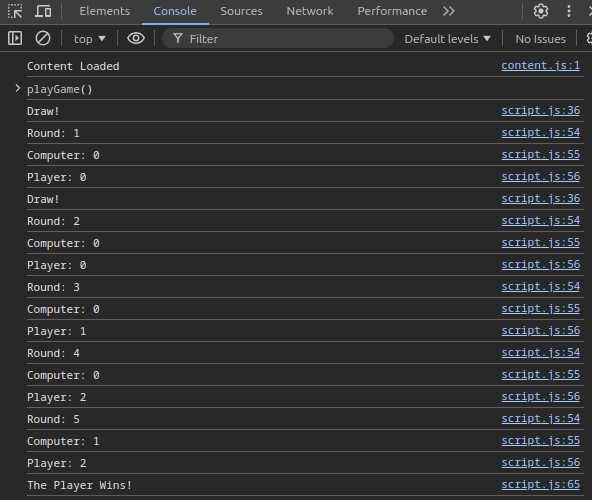 Elements Console Sources Network Performance
top Filter Default levels No Issues
Content Loaded content.js:1
playGame()
Draw! script.js:36
Round: 1 script.js:54
Computer: 0 script.js:55
Player: 0 script.js:56
Draw! script.js:36
Round: 2 script.js:54
Computer: 0 script.js:55
Player: 0 script.js:56
Round: 3 script.js:54
Computer: 0 script.js:55
Player: 1 script.js:56
Round: 4 script.js:54
Computer: 0 script.js:55
Player: 2 script.js:56
Round: 5 script.js:54
Computer: 1 script.js:55
Player: 2 script.js:56
The Player Wins! script.js:65